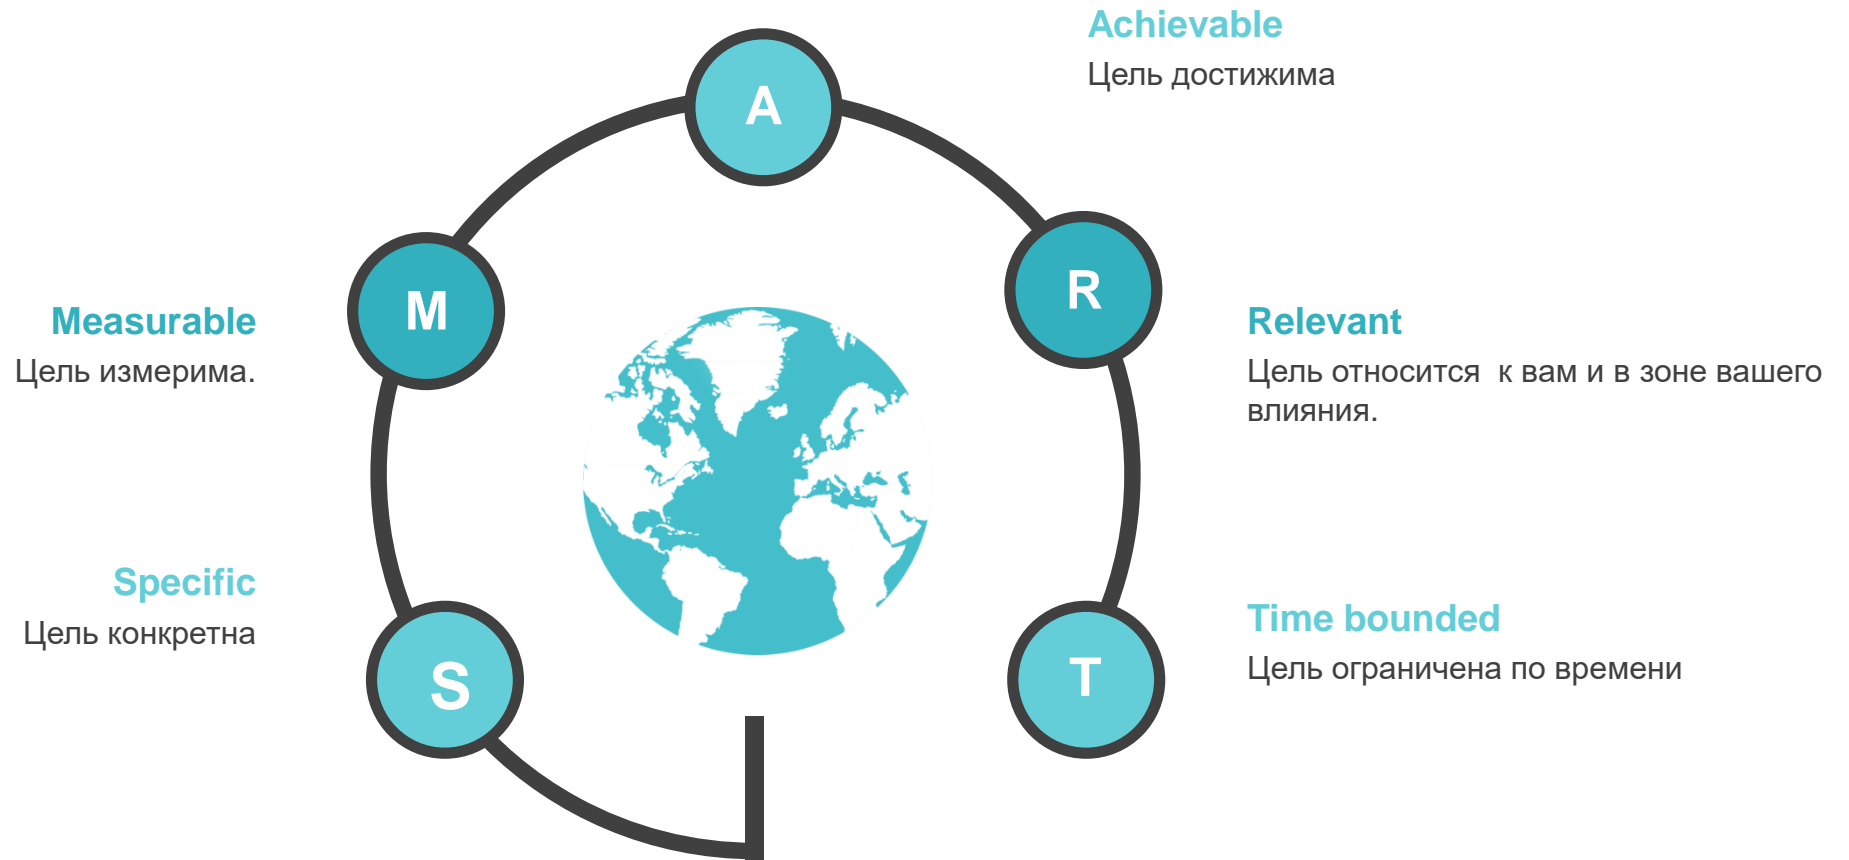 Achievable
Цель достижима
A
M
R
Measurable
Цель измерима.
Relevant
Цель относится  к вам и в зоне вашего
влияния.
Specific
Цель конкретна
S
T
Time bounded
Цель ограничена по времени